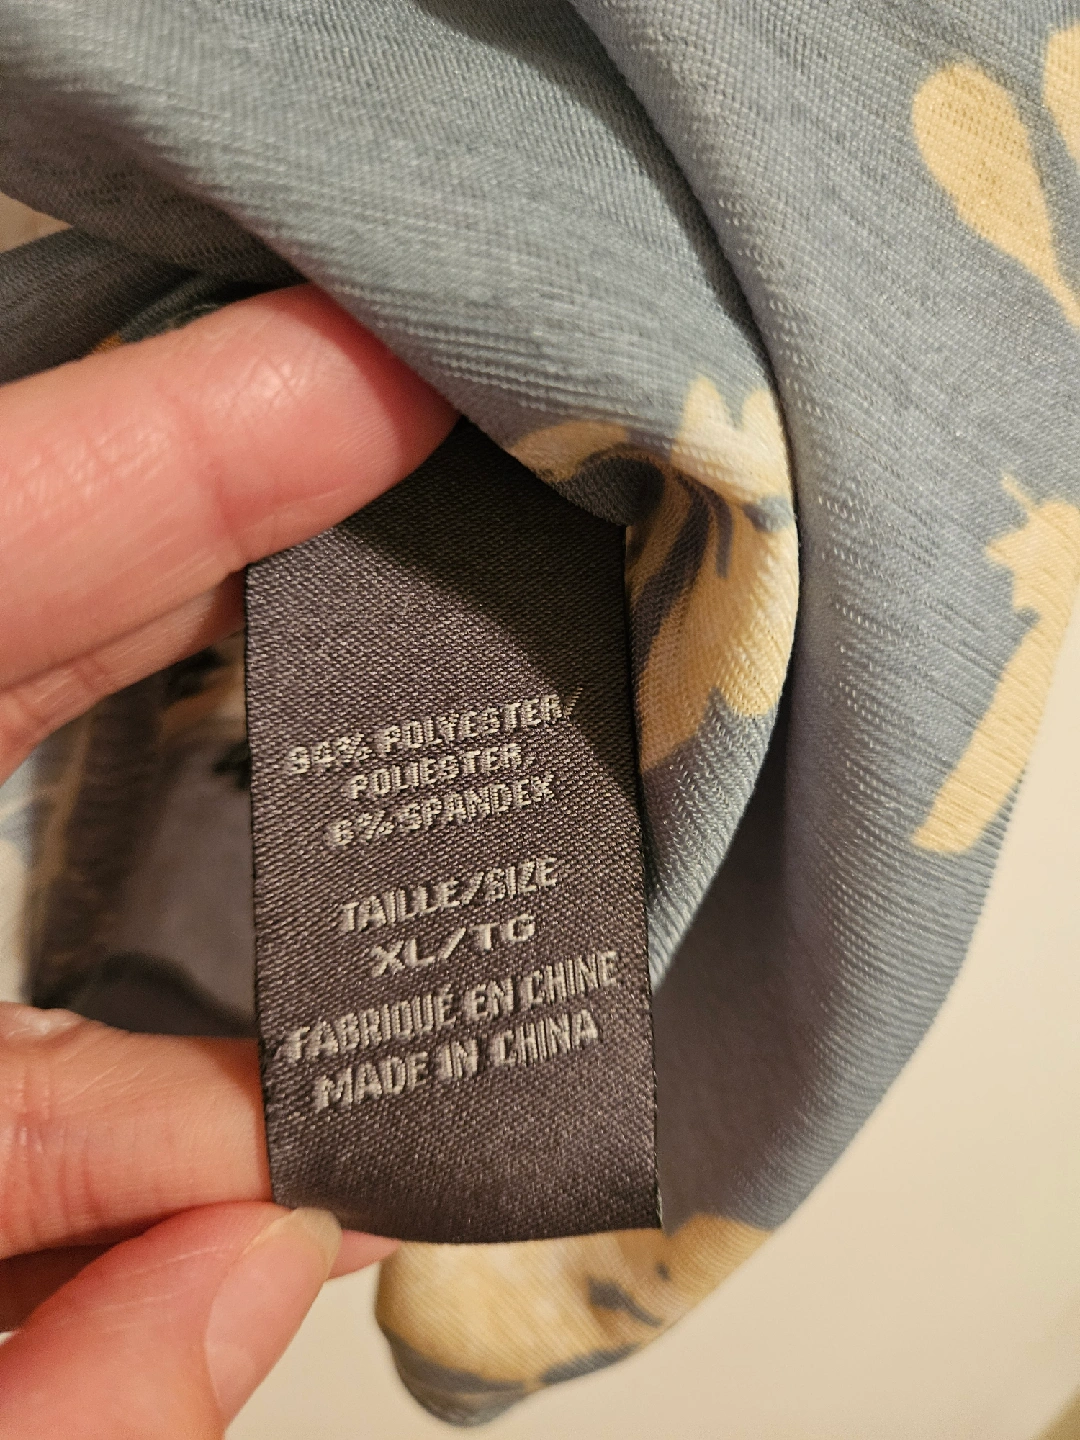 94% POLYESTER/
POLIESTER,
6% SPANDEX
TAILLE/SIZE
XL/TG
FABRIQUÉ EN CHINE
MADE IN CHINA